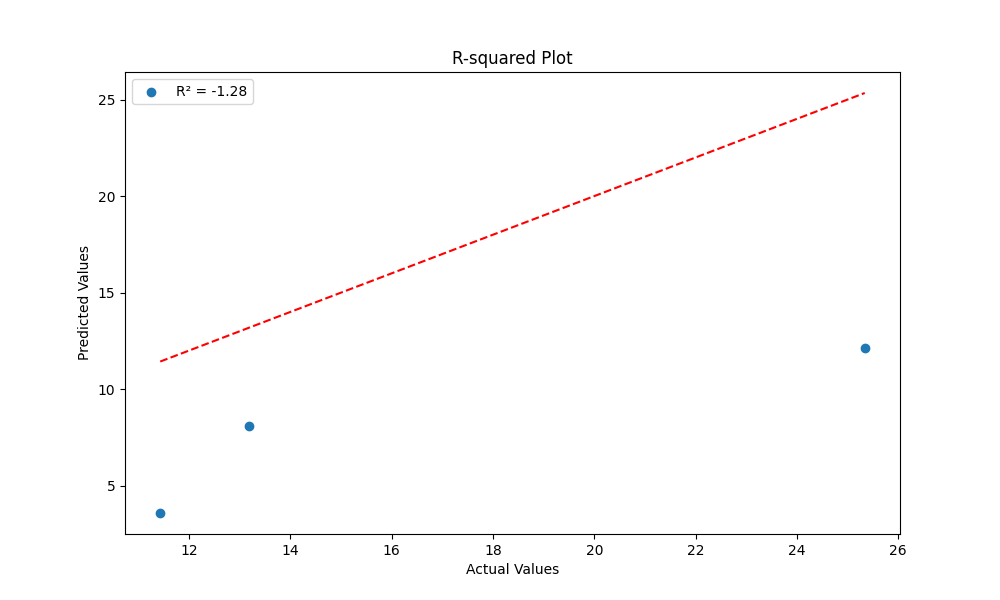 R-squared Plot
R² = -1.28
25
20
15
10
5
Predicted Values
12 14 16 18 20 22 24 26
Actual Values